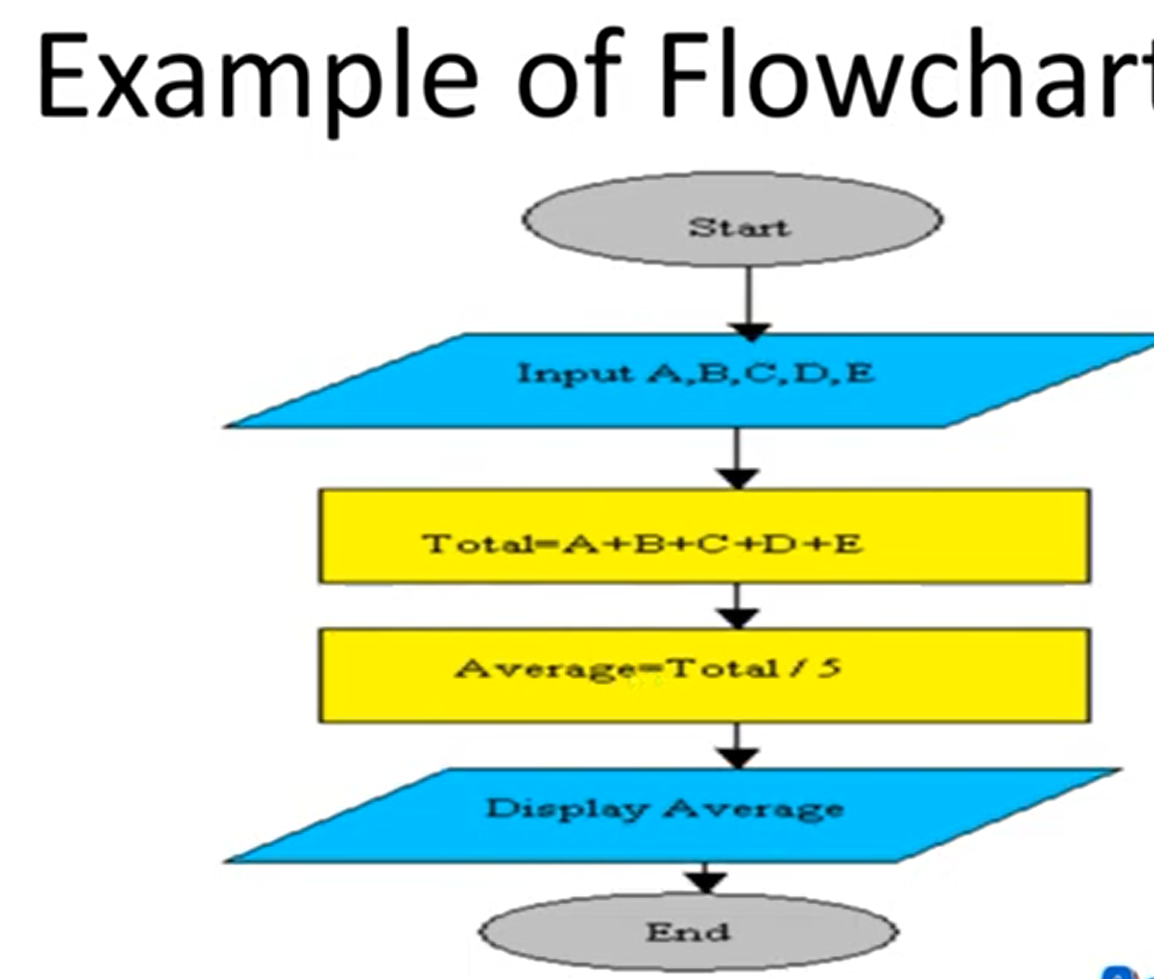 Example of Flowchart
Start
Input A,B,C,D,E
Total=A+B+C+D+E
Average=Total / 5
Display Average
End